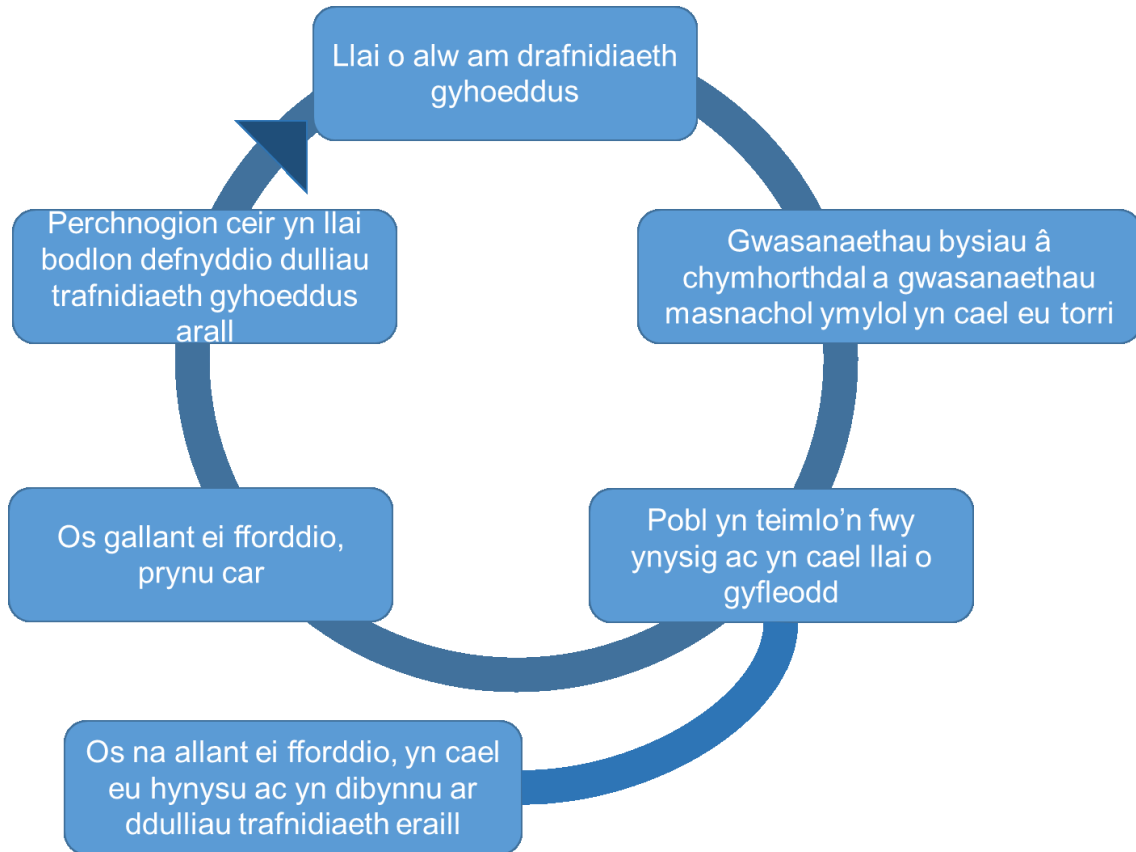 Llai o alw am drafnidiaeth
gyhoeddus
Gwasanaethau bysiau â
chymhorthdal a gwasanaethau
masnachol ymylol yn cael eu torri
Pobl yn teimlo’n fwy
ynysig ac yn cael llai o
gyfleodd
Os na allant ei fforddio, yn cael
eu hynysu ac yn dibynnu ar
ddulliau trafnidiaeth eraill
Os gallant ei fforddio,
prynu car
Perchnogion ceir yn llai
bodlon defnyddio dulliau
trafnidiaeth gyhoeddus
arall